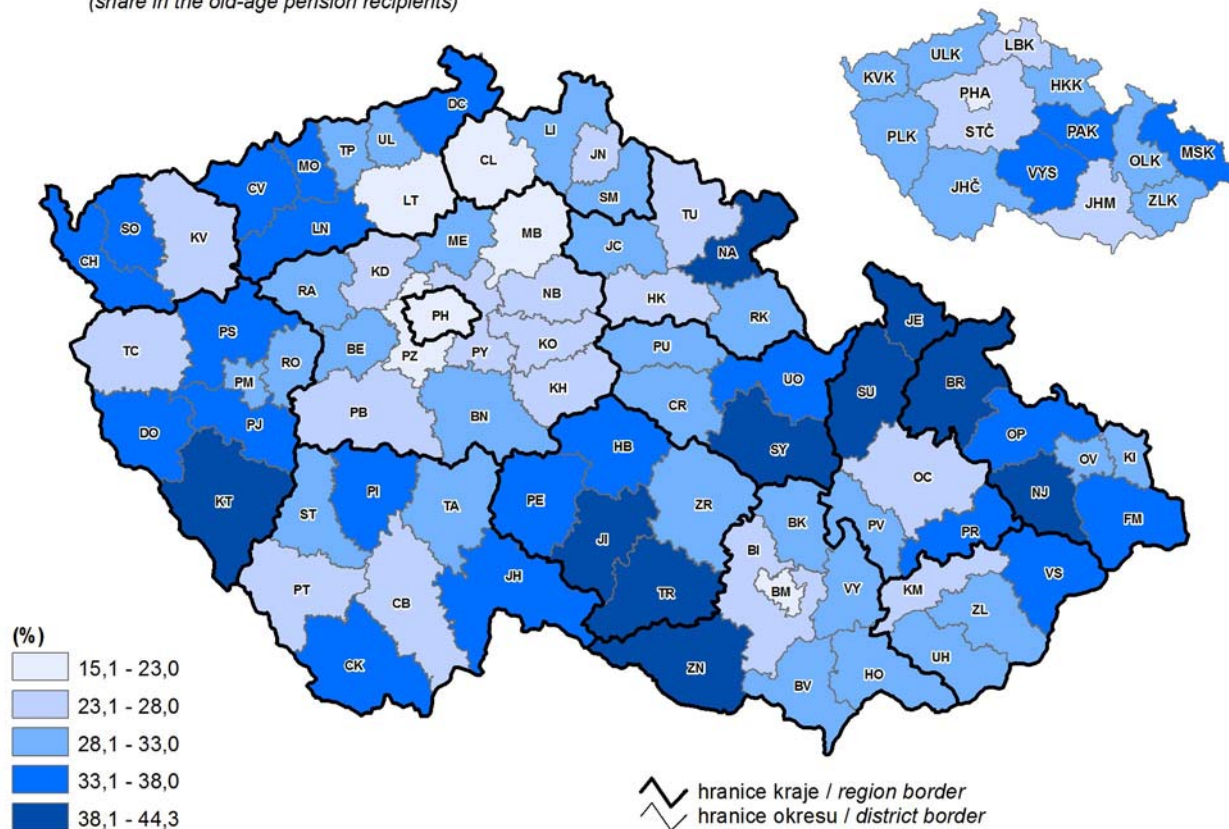 (share in the old-age pension recipients)
ULK
LBK
KVK
PHA
HKK
STČ
PLK
PAK
MSK
OLK
VYS
JHČ
JHM
ZLK
DC
LI
UL
TP
MO
CL
JN
CV
LT
SM
SO
KV
TU
LN
ME
MB
JC
NA
CH
KD
RA
NB
HK
PH
RK
JE
PS
TC
RO
BE
PZ
PY
KO
PU
PM
UO
BR
SU
KH
PB
BN
CR
DO
PJ
OP
HB
SY
OV
KI
OC
KT
ST
PI
TA
PE
ZR
NJ
BK
PV
FM
JI
BI
PR
JH
VS
PT
CB
TR
BM
VY
KM
ZL
CK
ZN
UH
HO
BV
(%)
15,1 - 23,0
23,1 - 28,0
28,1 - 33,0
33,1 - 38,0
38,1 - 44,3
hranice kraje / region border
hranice okresu / district border